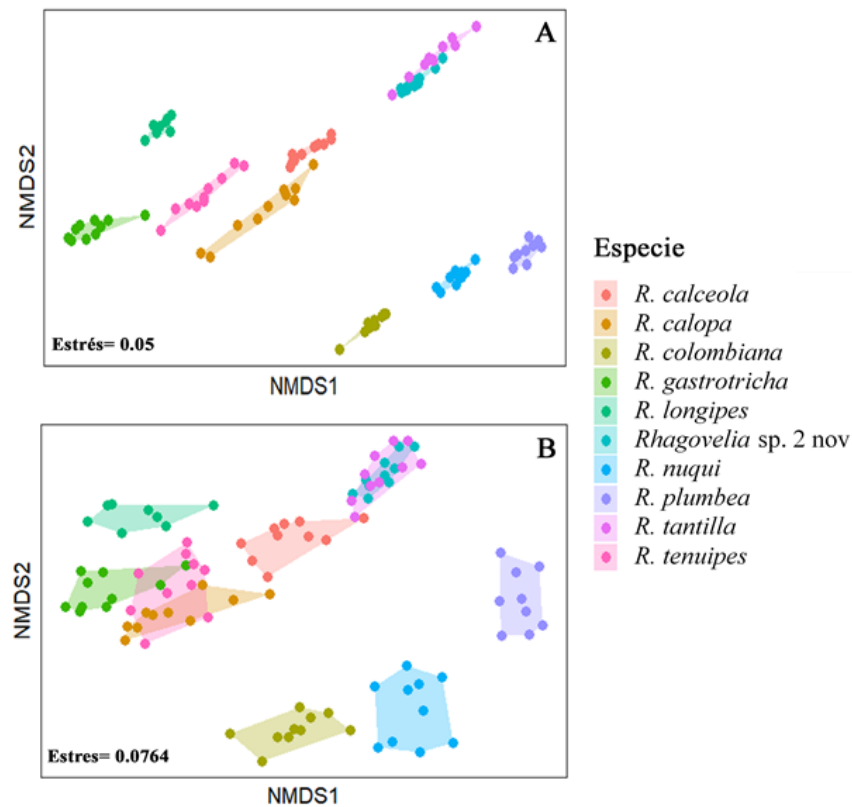 A
NMDS2
Estrés= 0.05
NMDS1
B
NMDS2
Estres= 0.0764
NMDS1
Especie
R. calceola
R. calopa
R. colombiana
R. gastrotricha
R. longipes
Rhagovelia sp. 2 nov
R. nuqui
R. plumbea
R. tantilla
R. tenuipes